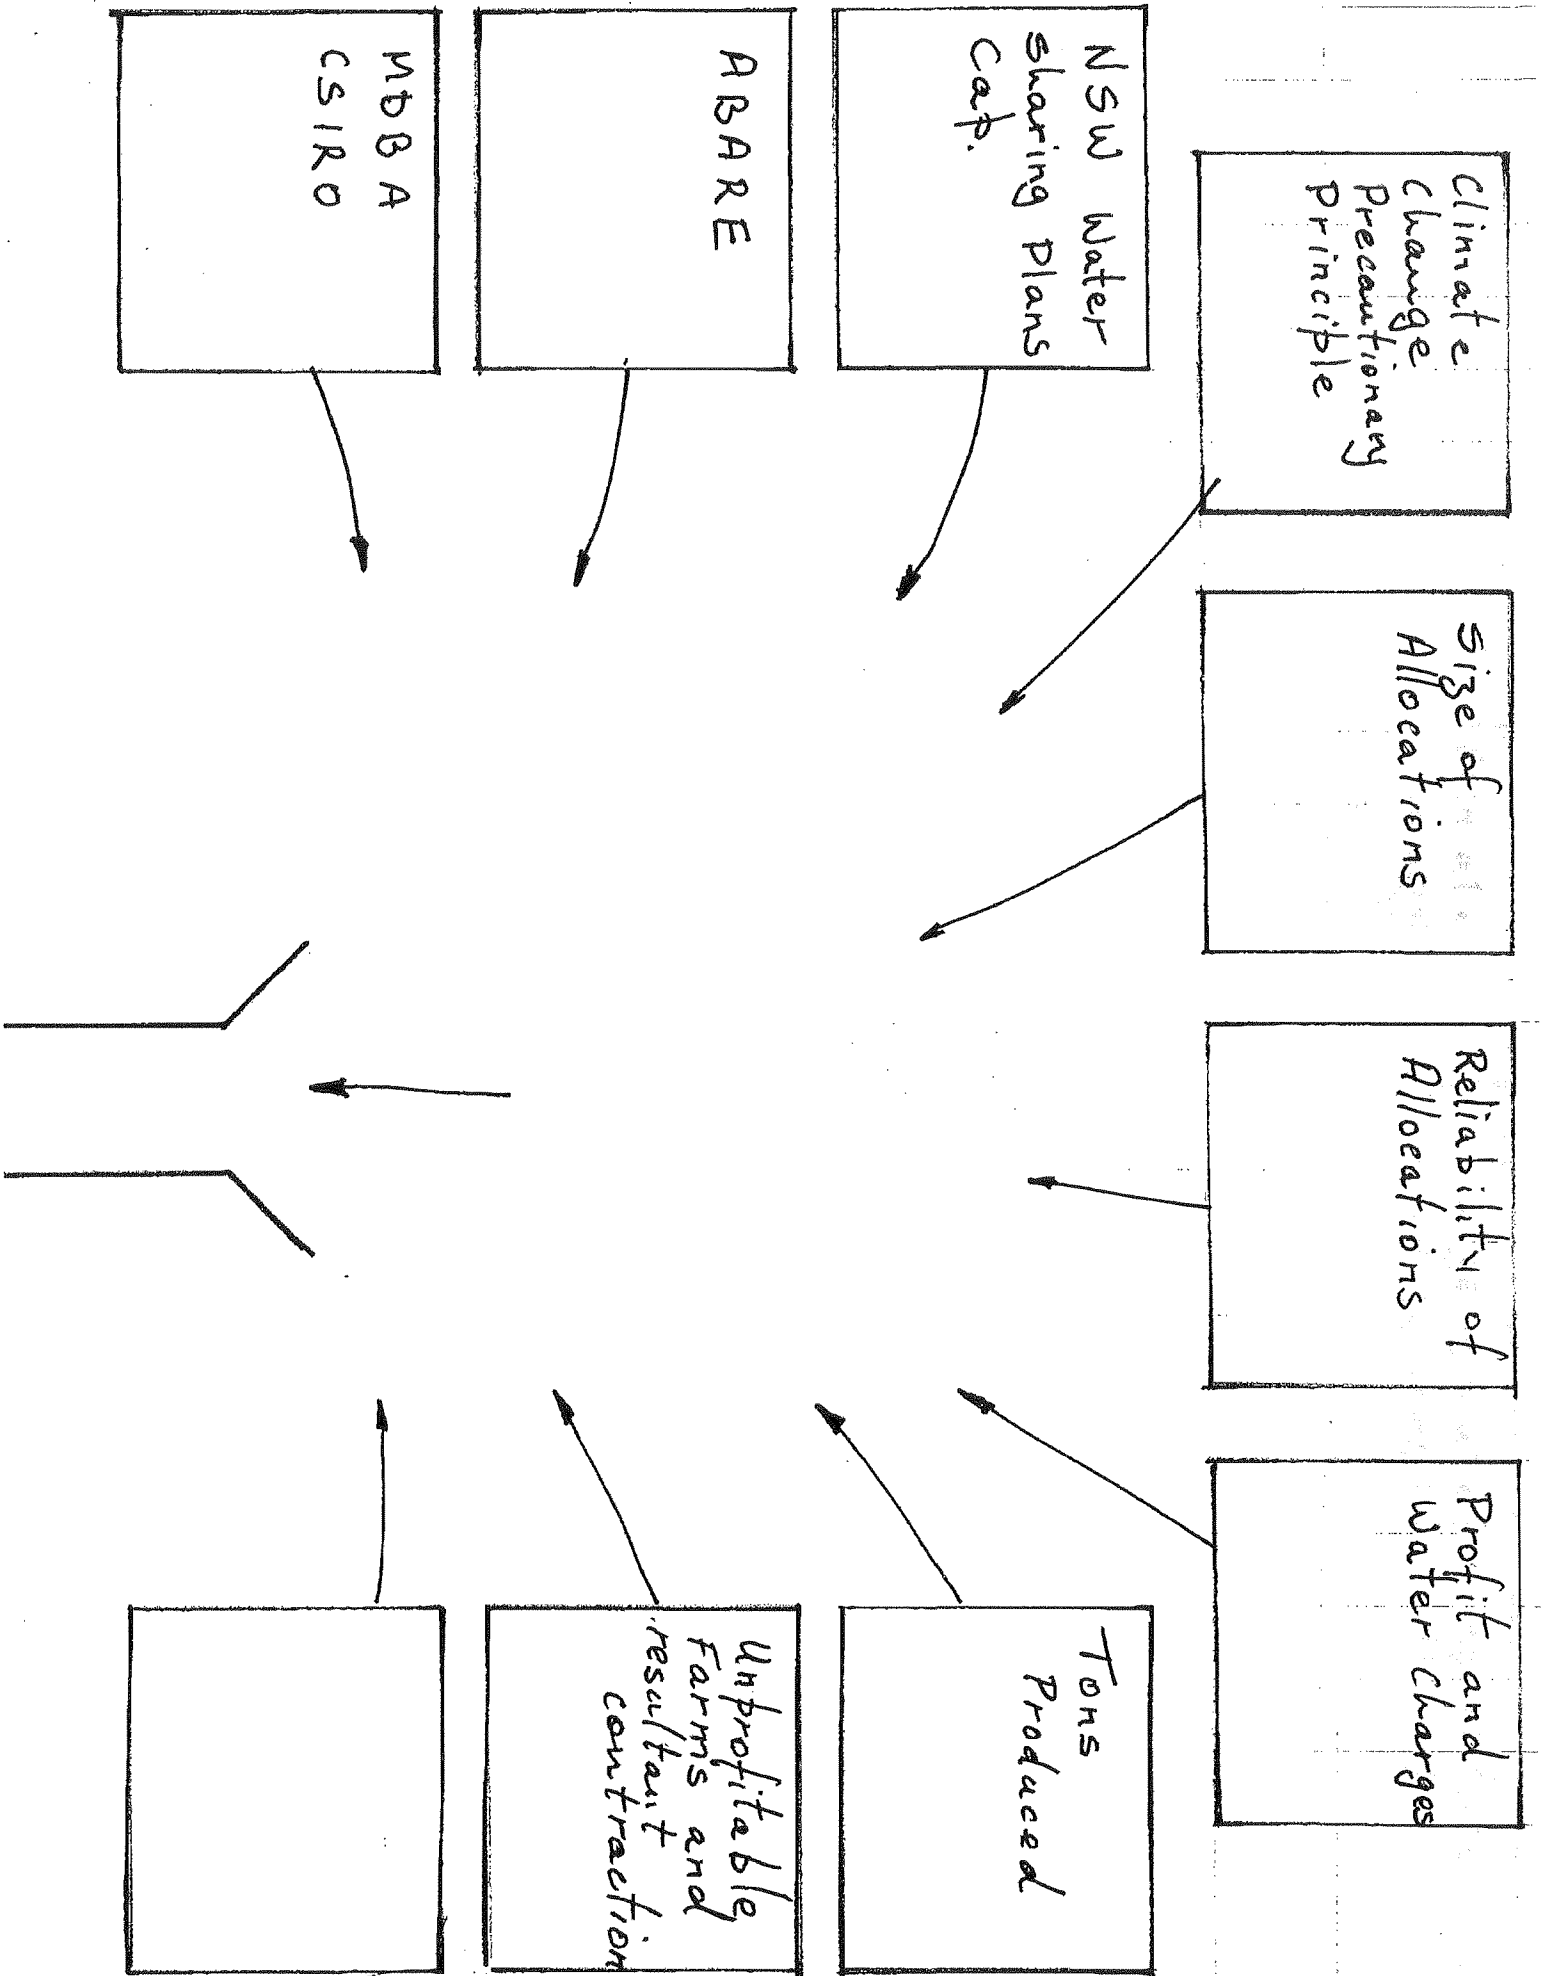 Climate
Change
Precautionary
Principle
Size of
Allocations
Reliability of
Allocations
Profit and
Water Charges
NSW Water
Sharing Plans
Cap.
Tons
Produced
ABARE
Unprofitable
Farms and
resultant
contraction
MDBA
CSIRO